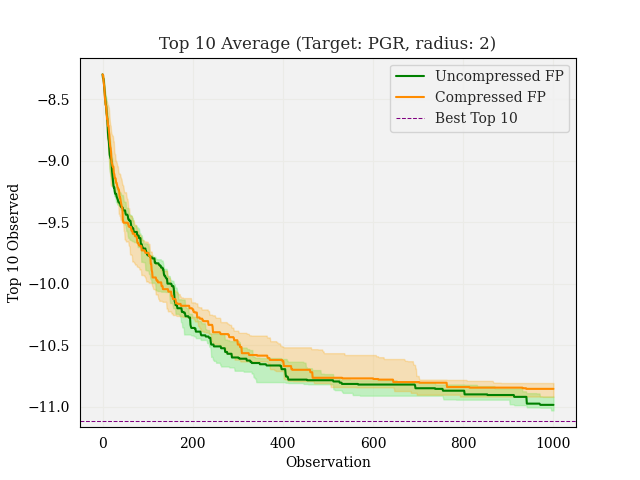 Top 10 Average (Target: PGR, radius: 2)
Uncompressed FP
Compressed FP
Best Top 10
Top 10 Observed
−8.5
−9.0
−9.5
−10.0
−10.5
−11.0
0 200 400 600 800 1000
Observation